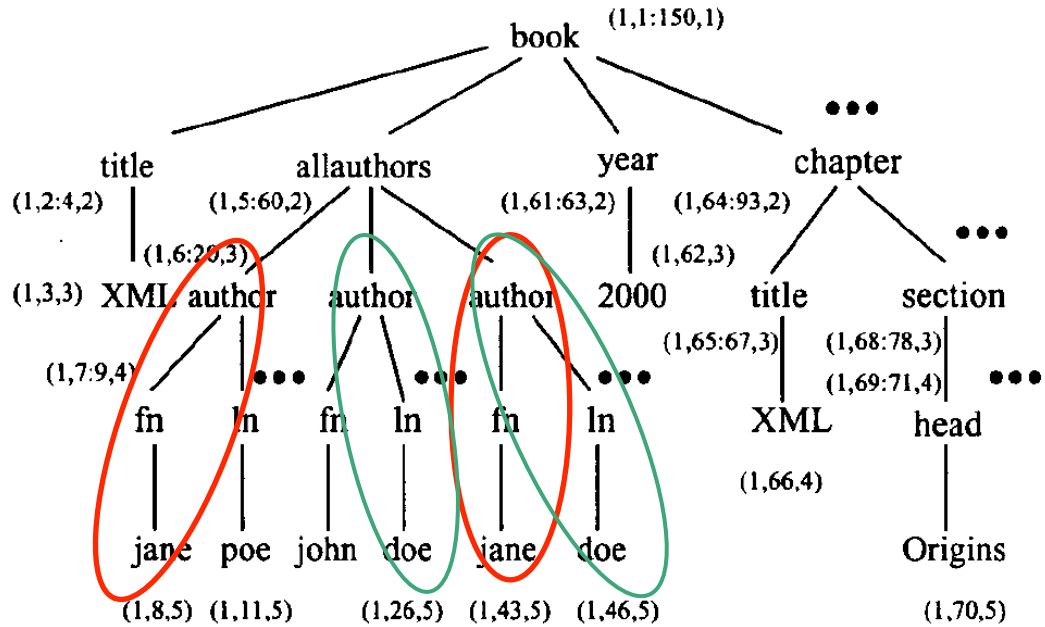 book (1,1:150,1)
title allauthors year chapter
(1,2:4,2) (1,5:60,2) (1,61:63,2) (1,64:93,2)
(1,6:20,3) (1,62,3)
(1,3,3) XML author author author 2000 title section
(1,65:67,3) (1,68:78,3)
(1,7:9,4) (1,69:71,4)
fn ln fn ln fn ln XML head
(1,66,4)
jane poe john doe jane doe Origins
(1,8,5) (1,11,5) (1,26,5) (1,43,5) (1,46,5) (1,70,5)